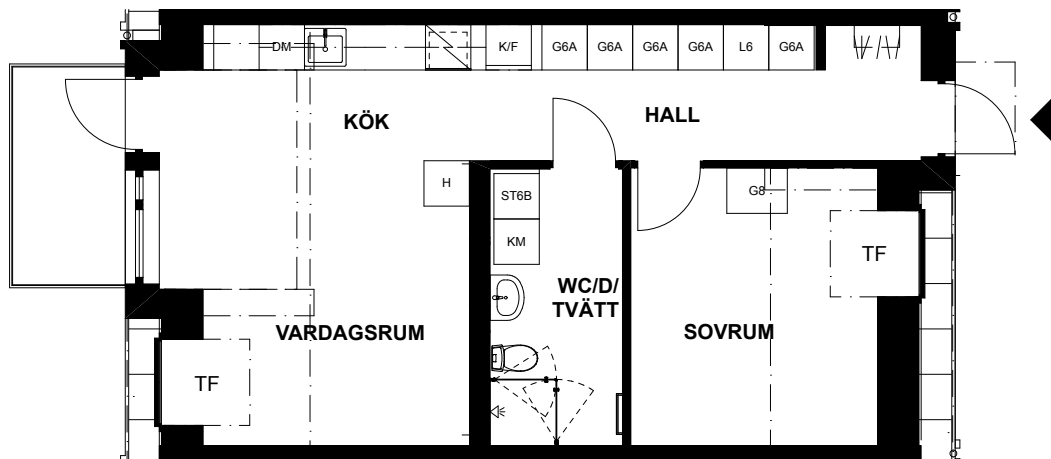 DM
K/F
G6A
G6A
G6A
G6A
L6
G6A
KÖK
HALL
H
ST6B
G8
KM
TF
WC/D/
TVÄTT
VARDAGSRUM
SOVRUM
TF